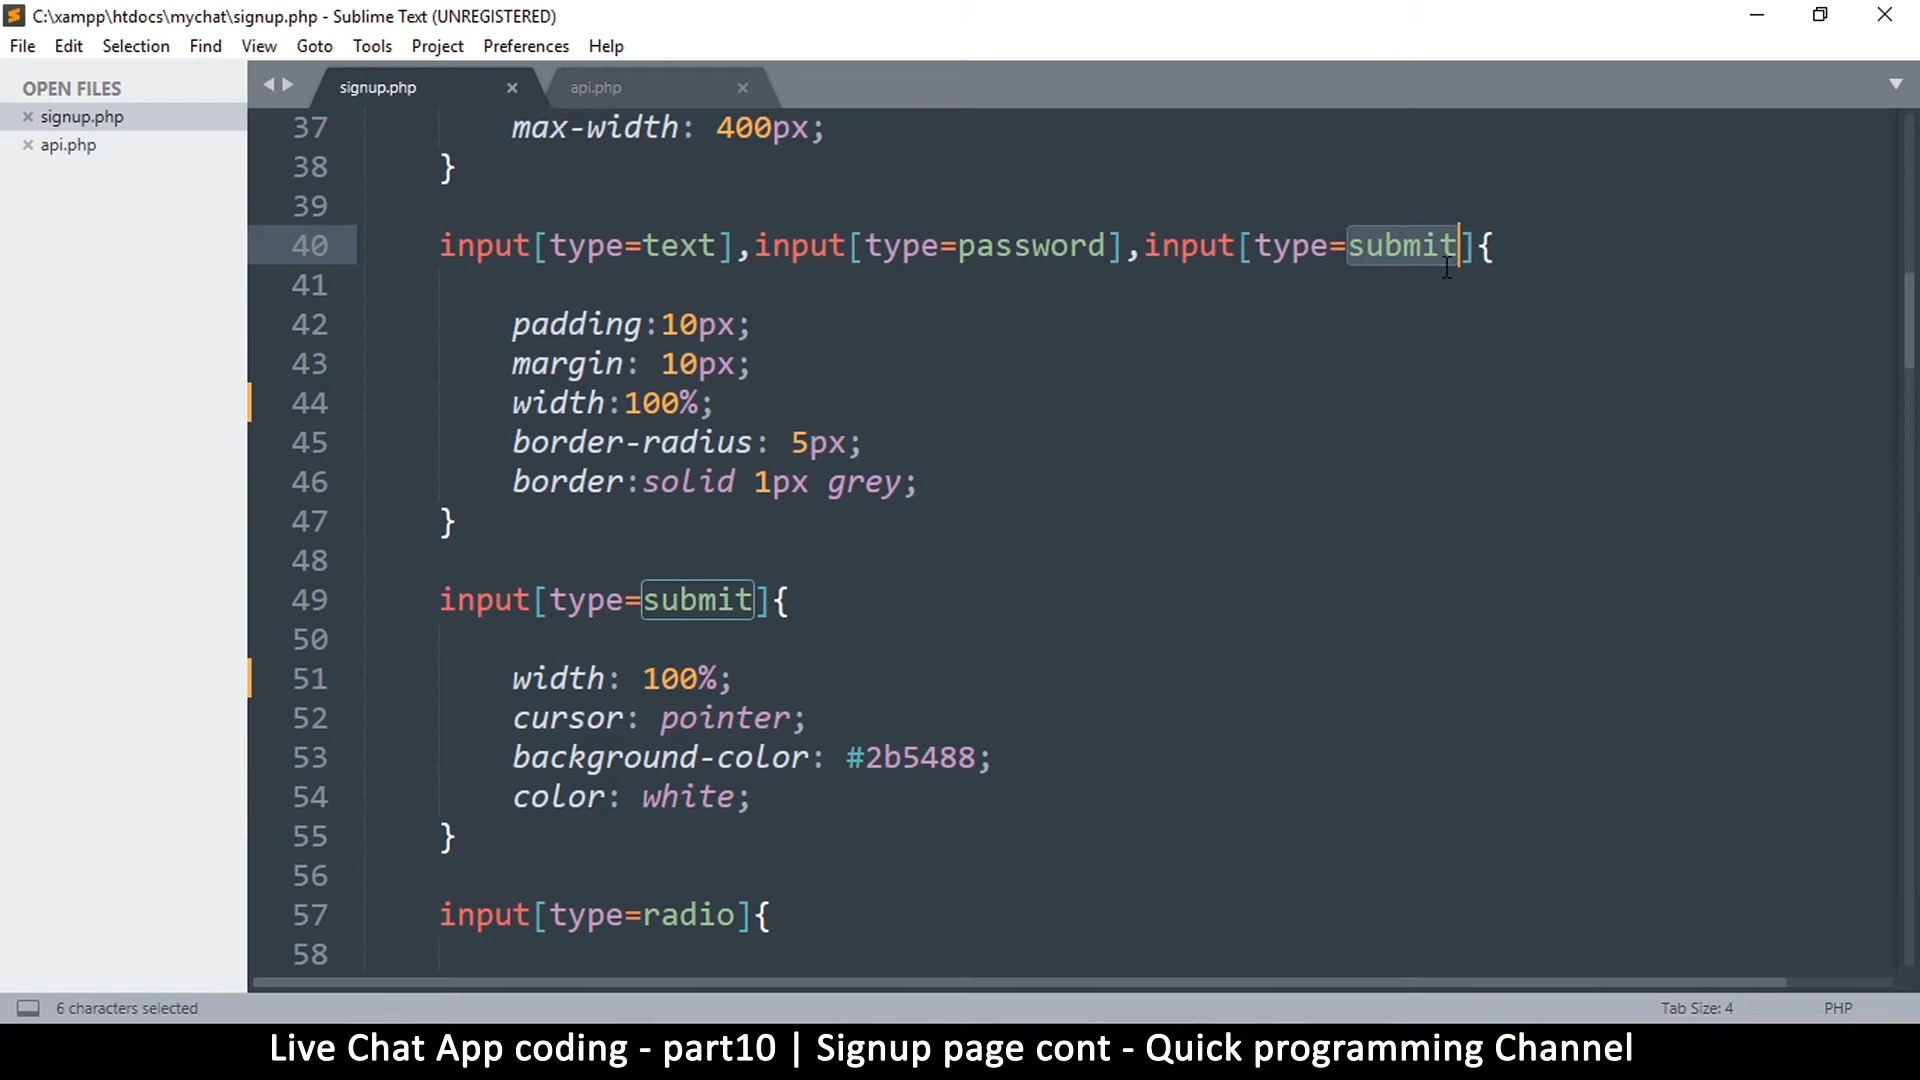 C:\xampp\htdocs\mychat\signup.php - Sublime Text (UNREGISTERED)
File Edit Selection Find View Goto Tools Project Preferences Help
OPEN FILES
signup.php
api.php
signup.php
api.php
37 max-width: 400px;
38 }
39
40 input[type=text],input[type=password],input[type=submit]{
41
42 padding:10px;
43 margin: 10px;
44 width:100%;
45 border-radius: 5px;
46 border:solid 1px grey;
47 }
48
49 input[type=submit]{
50
51 width: 100%;
52 cursor: pointer;
53 background-color: #2b5488;
54 color: white;
55 }
56
57 input[type=radio]{
58
6 characters selected
Tab Size: 4
PHP
Live Chat App coding - part10 | Signup page cont - Quick programming Channel